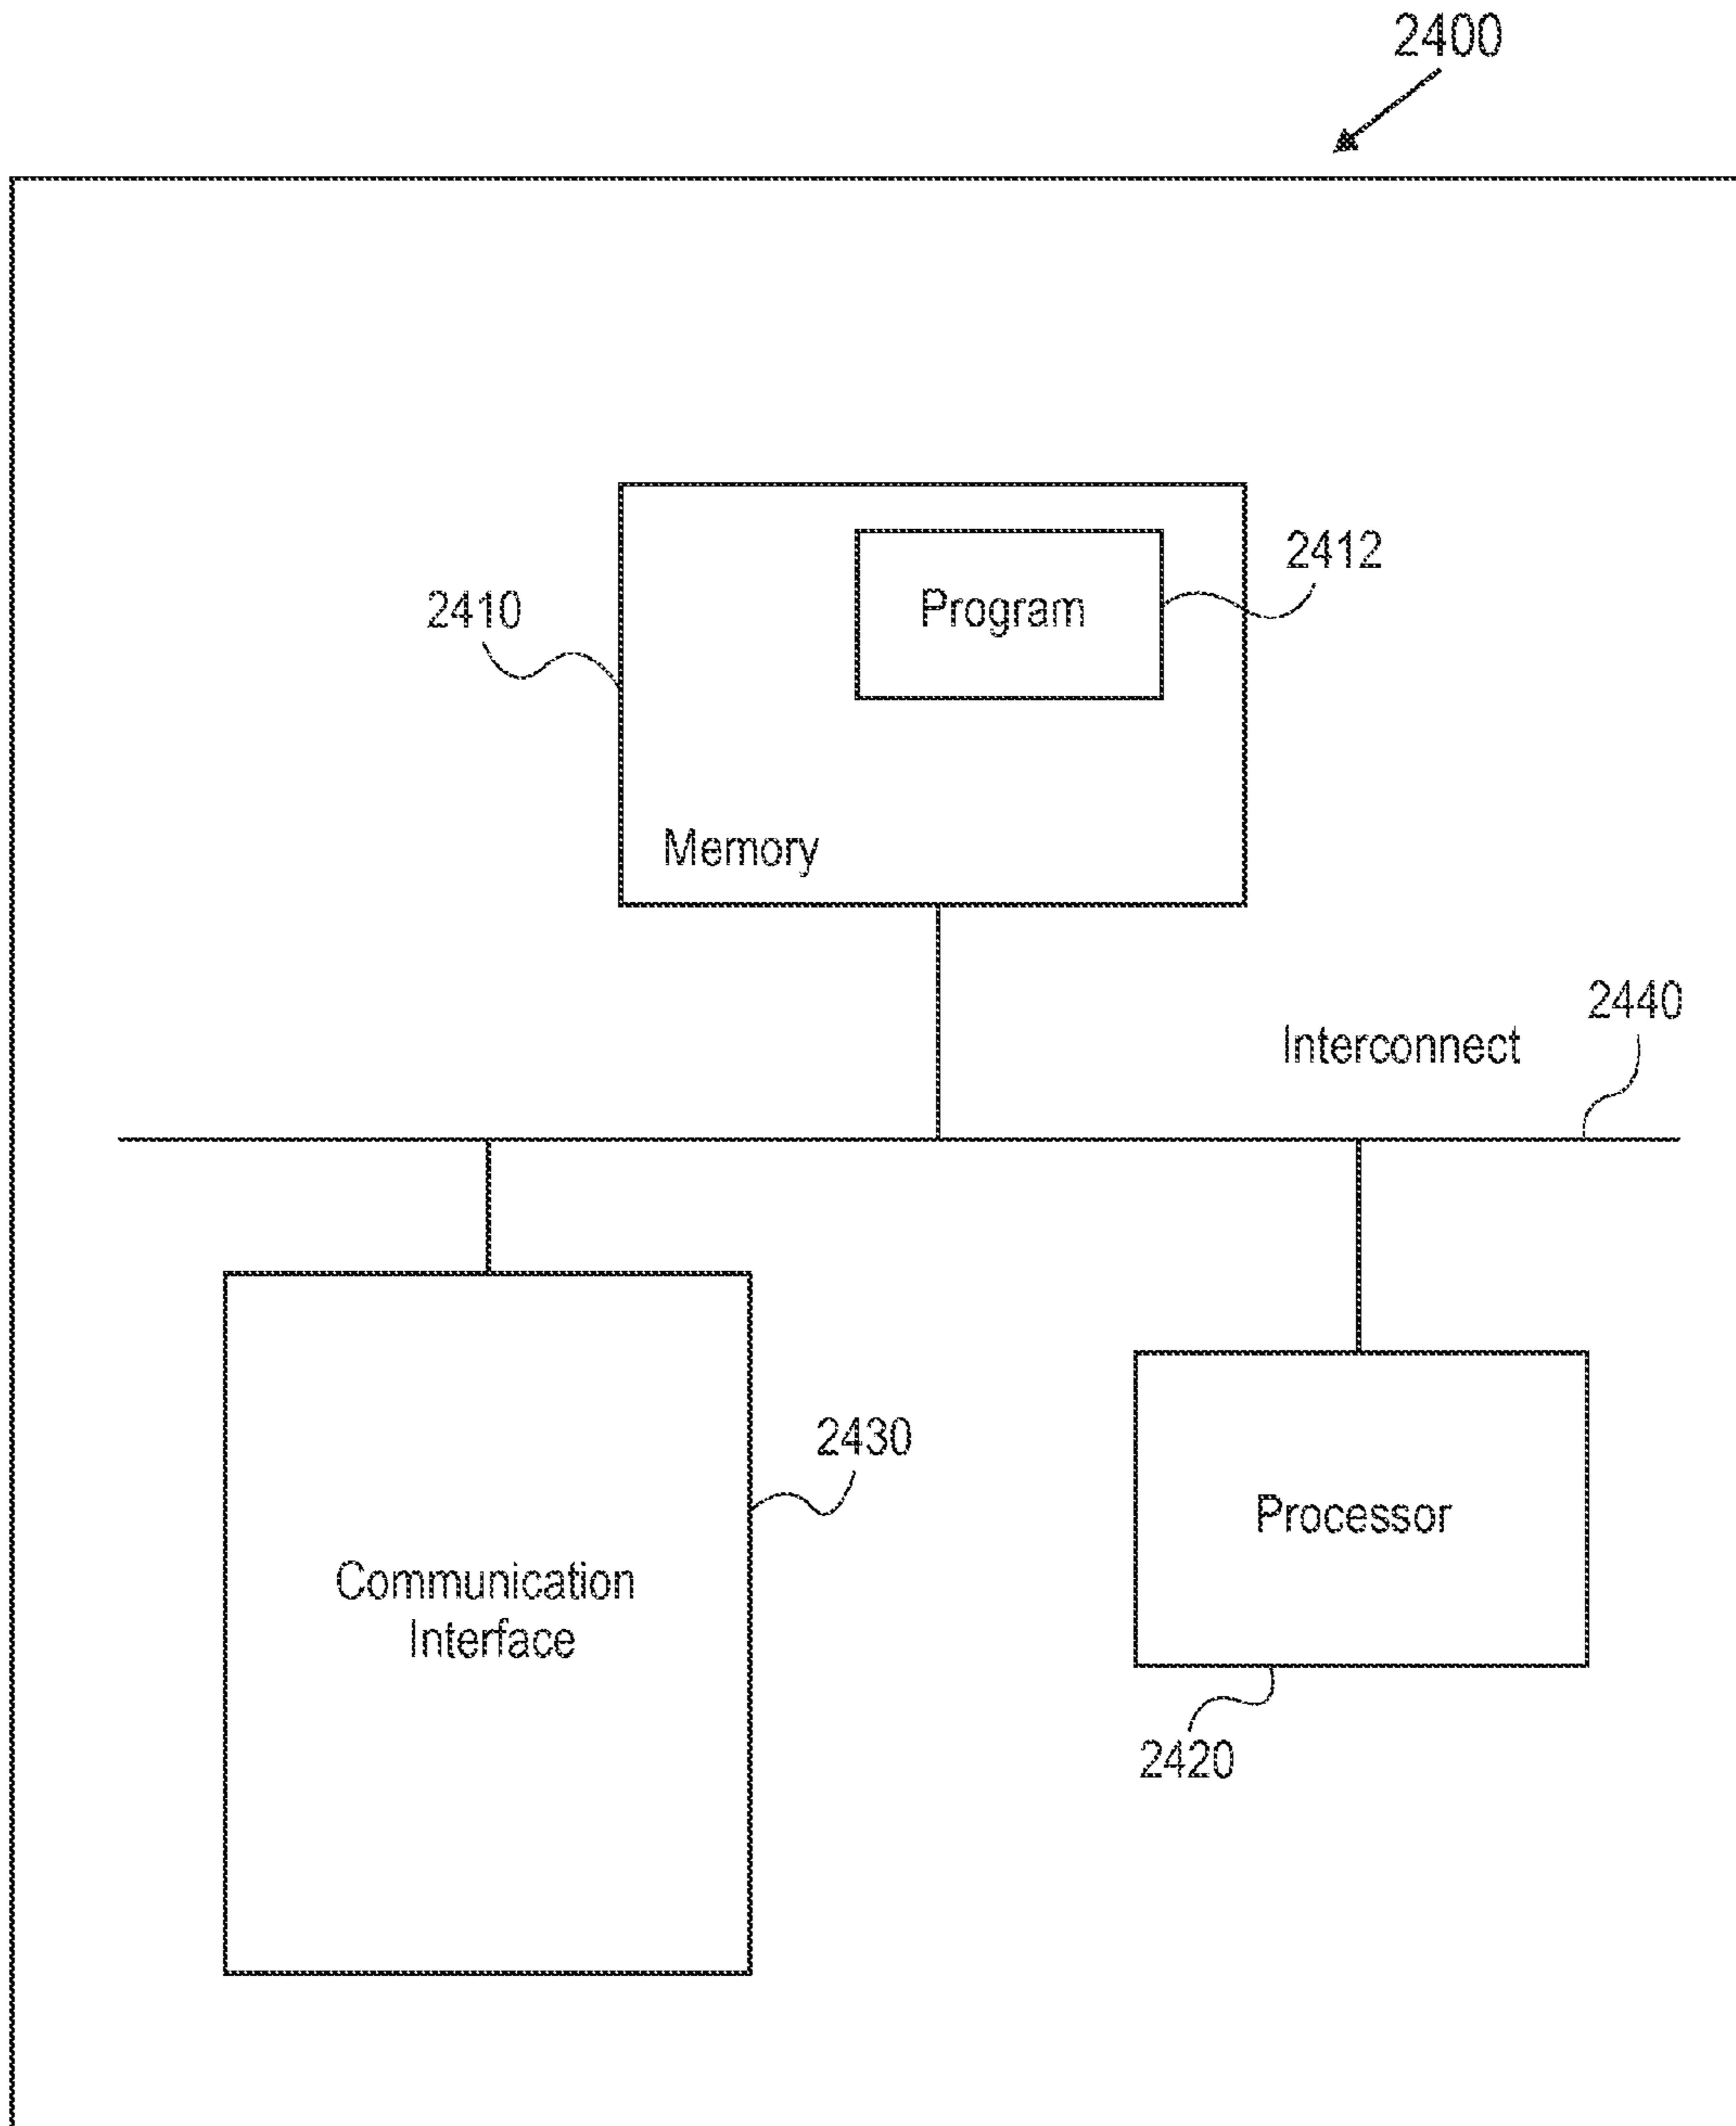 2400
2412
Program
2410
Memory
2440
Interconnect
2430
Processor
Communication
Interface
2420